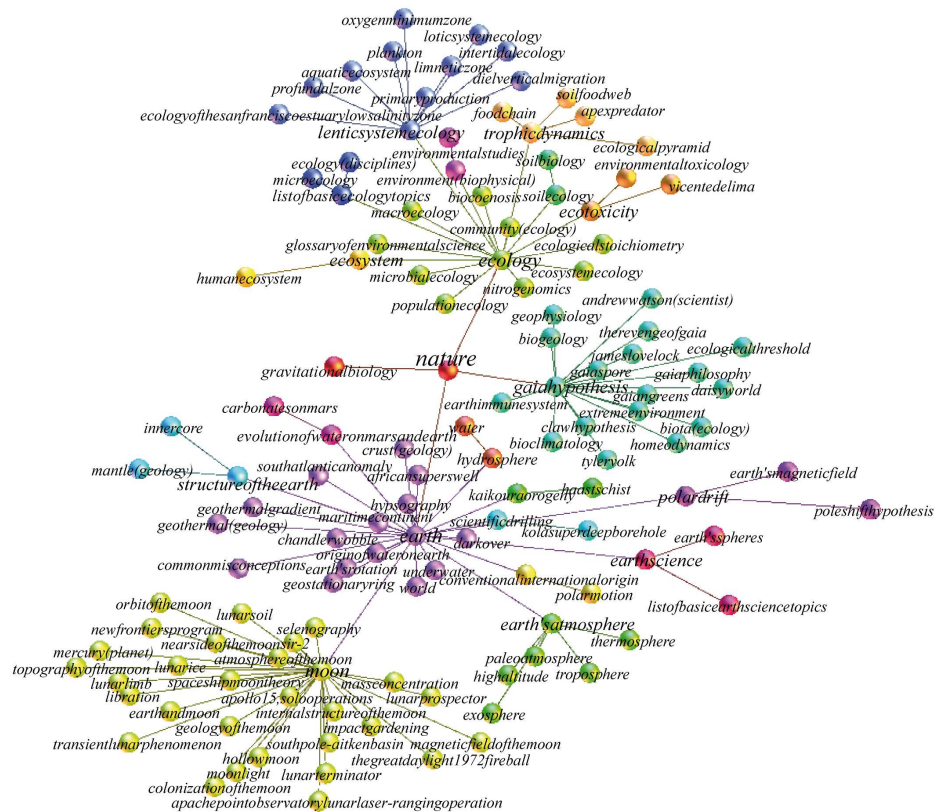 oxygenminimumzone
loticsystemecology
plankton
intertidalecology
limneticzone
aquaticecosystem
dielverticalmigration
profundalzone
primaryproduction
soilfoodweb
foodchain
apexpredator
ecologyofthesanfranciscoestuarylowsalinityzone
lenticsystemecology
trophicdynamics
environmentalstudies
ecologicalpyramid
ecology(disciplines)
soilbiology
environmentaltoxicology
microecology
environment(biophysical)
vicentedelima
listofbasicecologytopics
biocoenosis
soilecology
macroecology
ecotoxicity
community(ecology)
glossaryofenvironmentalscience
ecologiealstoichiometry
ecosystem
ecology
humanecosystem
microbialecology
ecosystemecology
nitrogenomics
populationecology
andrewwatson(scientist)
geophysiology
therevengeofgaia
biogeology
ecologicalthreshold
nature
jameslovelock
gaiaspore
gaiaphilosophy
gravitationalbiology
gaiahypothesis
daisyworld
gaiangreens
carbonatesonmars
earthimmunesystem
extremeenvironment
innercore
water
clawhypothesis
biota(ecology)
evolutionofwateronmarsandearth
bioclimatology
homeodynamics
crust(geology)
mantle(geology)
southatlanticanomaly
hydrosphere
tylervolk
structureoftheearth
africansuperswell
earth'smagneticfield
kaikouraorogeny
haastschist
polardrift
geothermalgradient
hypsography
poleshifthypothesis
geothermal(geology)
maritimecontinent
scientificdrilling
kolasuperdeepborehole
earth'sspheres
chandlerwobble
earth
darkover
originofwateronearth
earthscience
commonmisconceptions
earth'srotation
underwater
conventionalinternationalorigin
geostationaryring
world
polarmotion
listofbasicearthsciencetopics
orbitofthemoon
lunarsoil
earth'satmosphere
newfrontiersprogram
selenography
thermosphere
nearsideofthemoonsir-2
mercury(planet)
atmosphereofthemoon
paleoatmosphere
topographyofthemoon
lunarice
moon
highaltitude
troposphere
lunarlimb
spaceshipmoontheory
massconcentration
libration
apollo15,solooperations
lunarprospector
exosphere
earthandmoon
internalstructureofthemoon
geologyofthemoon
impactgardening
transientlunarphenomenon
southpole-aitkenbasin
magneticfieldofthemoon
hollowmoon
thegreatdaylight1972fireball
moonlight
lunarterminator
colonizationofthemoon
apachepointobservatorylunarlaser-rangingoperation